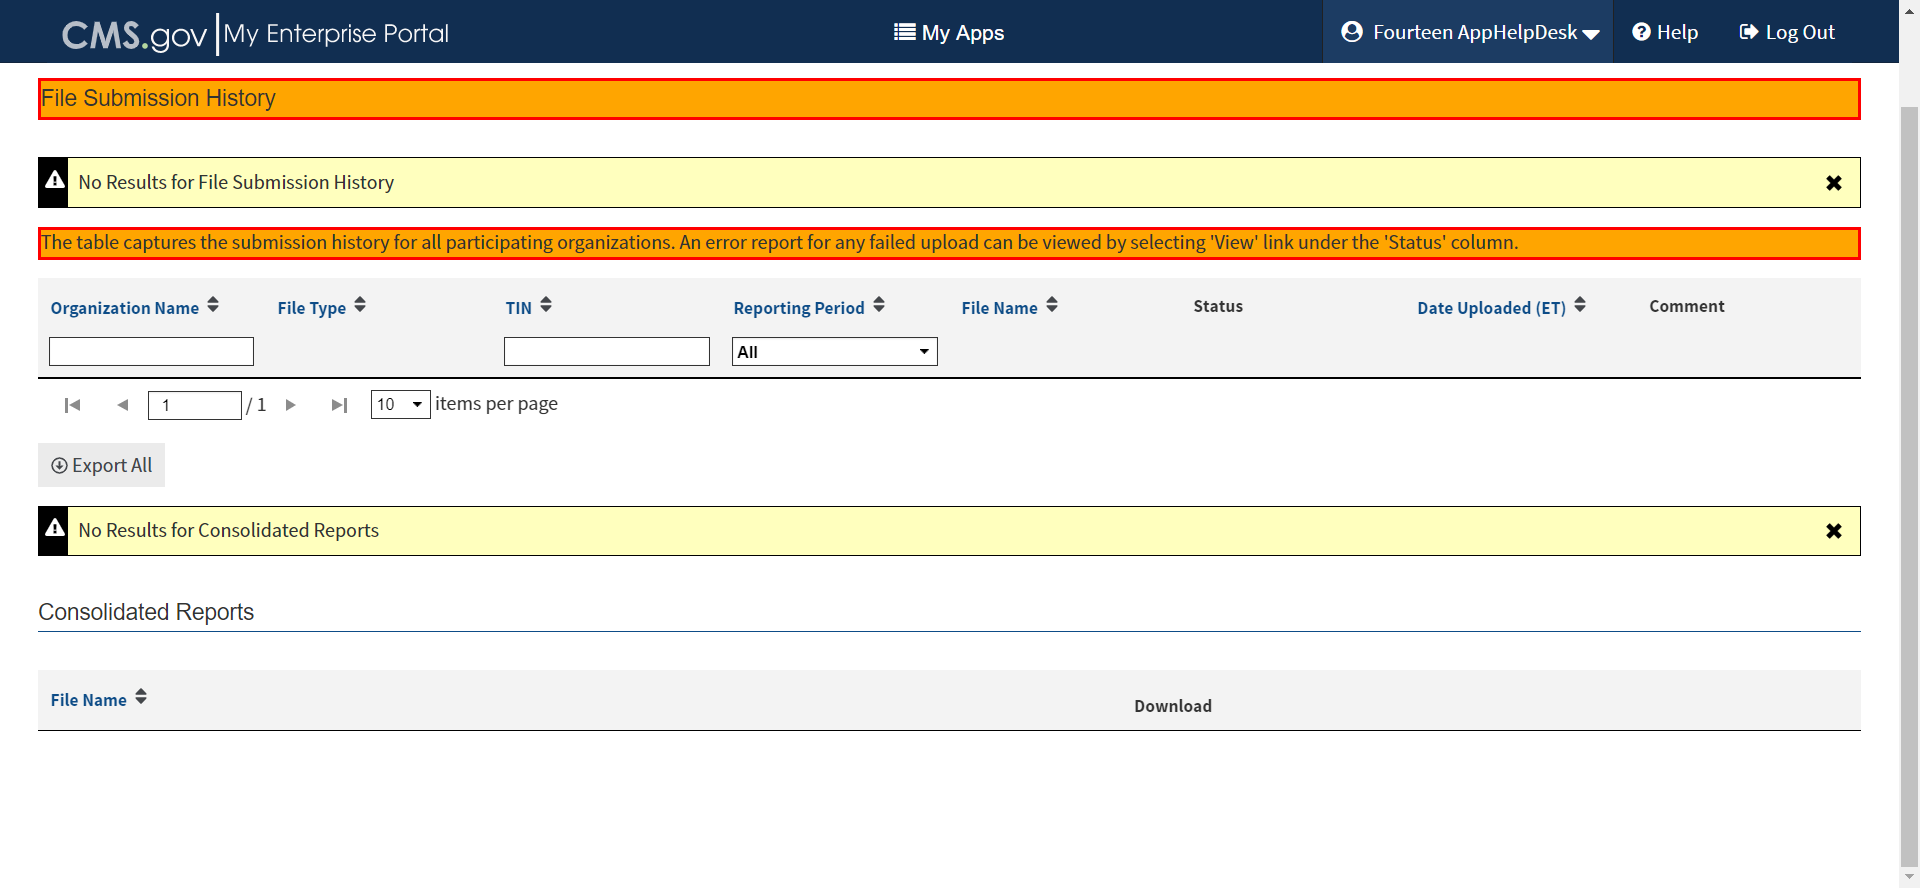 CMS.gov My Enterprise Portal
My Apps
Fourteen AppHelpDesk
Help
Log Out
File Submission History
No Results for File Submission History
The table captures the submission history for all participating organizations. An error report for any failed upload can be viewed by selecting 'View' link under the 'Status' column.
Organization Name
File Type
TIN
Reporting Period
File Name
Status
Date Uploaded (ET)
Comment
All
1 / 1
10 items per page
Export All
No Results for Consolidated Reports
Consolidated Reports
File Name
Download